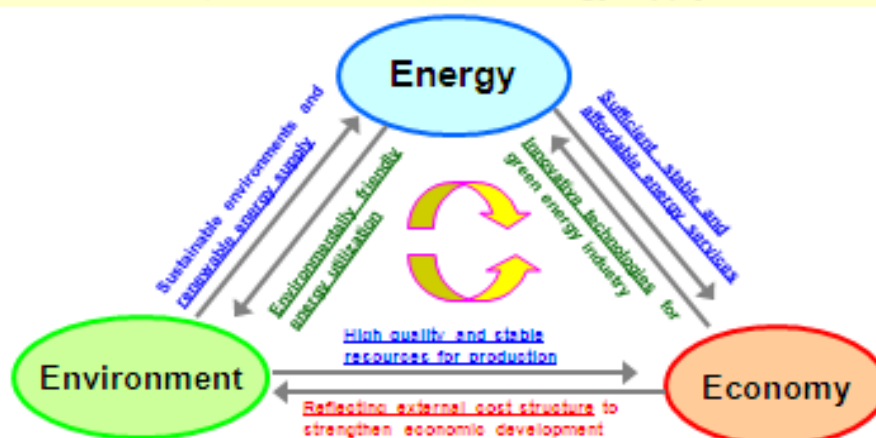 Energy
Sustainable environments and
renewable energy supply
Environmentally friendly
energy utilization
Innovative technologies for
green energy industry
Sufficient, stable and
affordable energy services
High quality and stable
resources for production
Environment
Economy
Reflecting external cost structure to
strengthen economic development